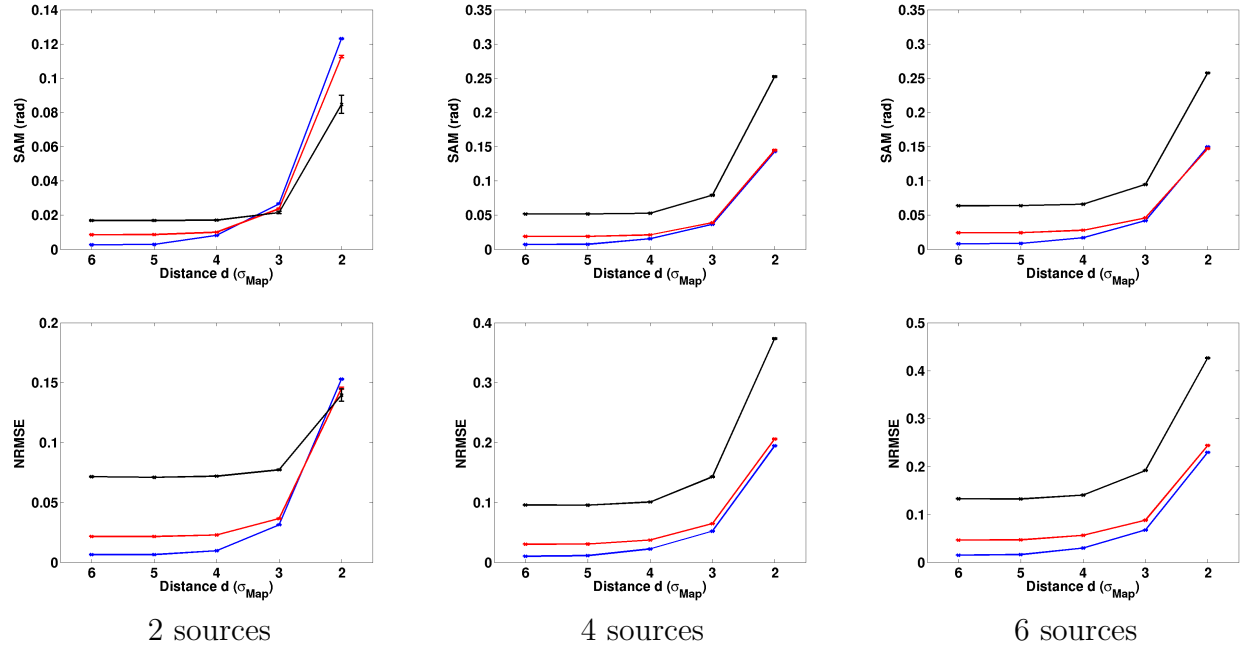 0.14
0.12
0.1
0.08
0.06
0.04
0.02
0
SAM (rad)
6 5 4 3 2
Distance d (σMap)
0.35
0.3
0.25
0.2
0.15
0.1
0.05
0
SAM (rad)
6 5 4 3 2
Distance d (σMap)
0.35
0.3
0.25
0.2
0.15
0.1
0.05
0
SAM (rad)
6 5 4 3 2
Distance d (σMap)
0.2
0.15
0.1
0.05
0
NRMSE
6 5 4 3 2
Distance d (σMap)
0.4
0.3
0.2
0.1
0
NRMSE
6 5 4 3 2
Distance d (σMap)
0.5
0.4
0.3
0.2
0.1
0
NRMSE
6 5 4 3 2
Distance d (σMap)
2 sources
4 sources
6 sources